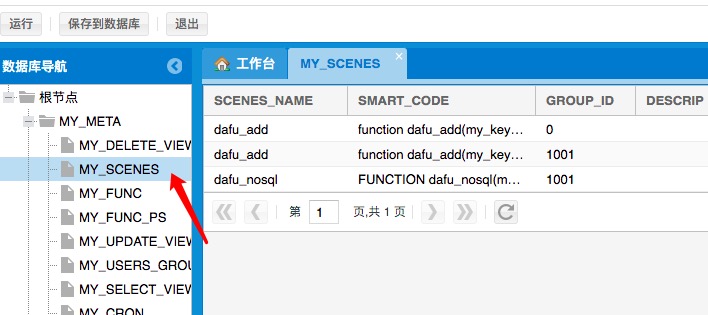 运行 保存到数据库 退出
数据库导航
工作台 MY_SCENES
根节点
MY_META
MY_DELETE_VIEW
MY_SCENES
MY_FUNC
MY_FUNC_PS
MY_UPDATE_VIEW
MY_USERS_GROU
MY_SELECT_VIEW
MY_CRON
SCENES_NAME SMART_CODE GROUP_ID DESCRIP
dafu_add function dafu_add(my_key… 0
dafu_add function dafu_add(my_key… 1001
dafu_nosql FUNCTION dafu_nosql(m… 1001
第 1 页,共 1 页